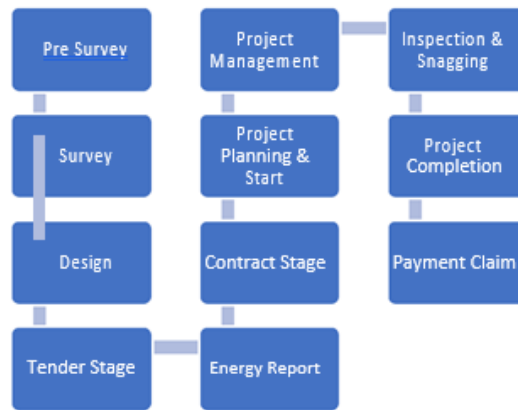 Pre Survey
Survey
Design
Tender Stage
Energy Report
Contract Stage
Project
Planning &
Start
Project
Management
Inspection &
Snagging
Project
Completion
Payment Claim